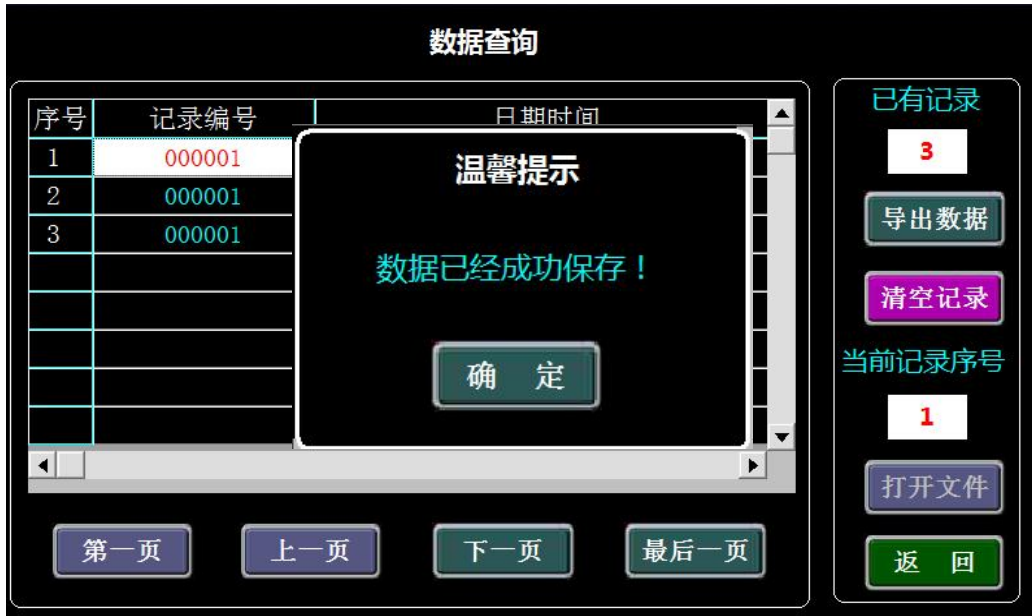 数据查询
序号 记录编号 日期时间
1 000001
2 000001
3 000001
温馨提示
数据已经成功保存！
确 定
第一页 上一页 下一页 最后一页
已有记录
3
导出数据
清空记录
当前记录序号
1
打开文件
返 回